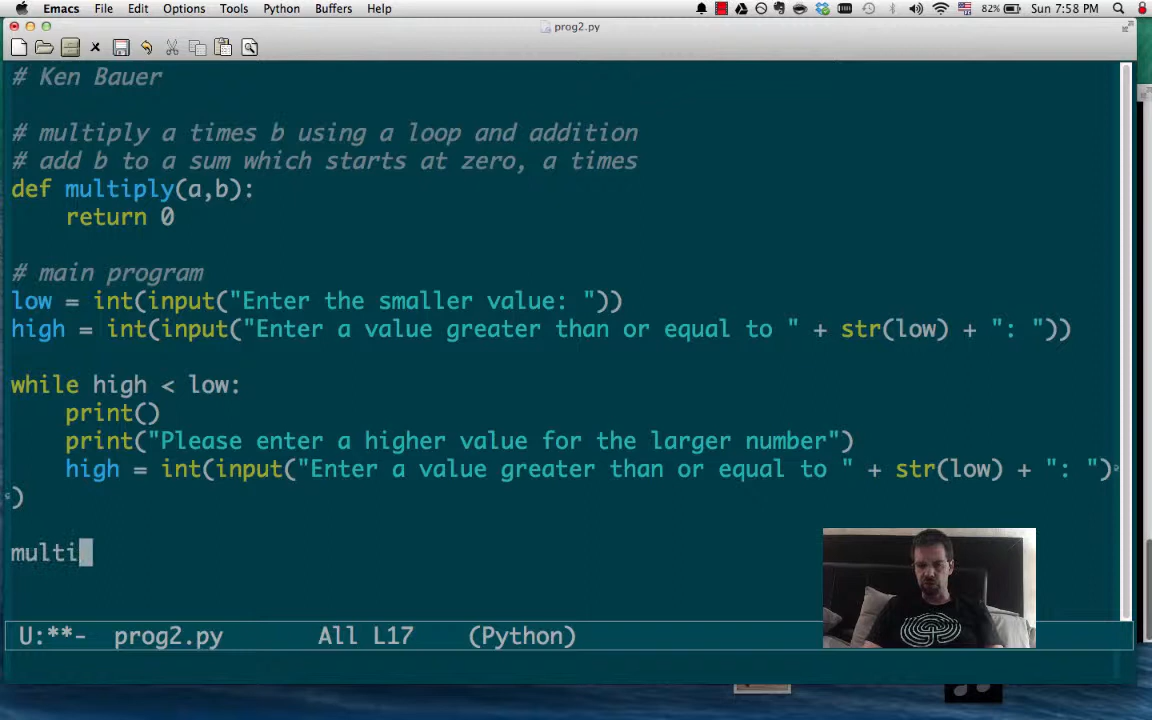 Emacs File Edit Options Tools Python Buffers Help 82% Sun 7:58 PM
prog2.py
# Ken Bauer
# multiply a times b using a loop and addition
# add b to a sum which starts at zero, a times
def multiply(a,b):
    return 0
# main program
low = int(input("Enter the smaller value: "))
high = int(input("Enter a value greater than or equal to " + str(low) + ": "))
while high < low:
    print()
    print("Please enter a higher value for the larger number")
    high = int(input("Enter a value greater than or equal to " + str(low) + ": ")
)
multi
U:**-  prog2.py  All L17  (Python)